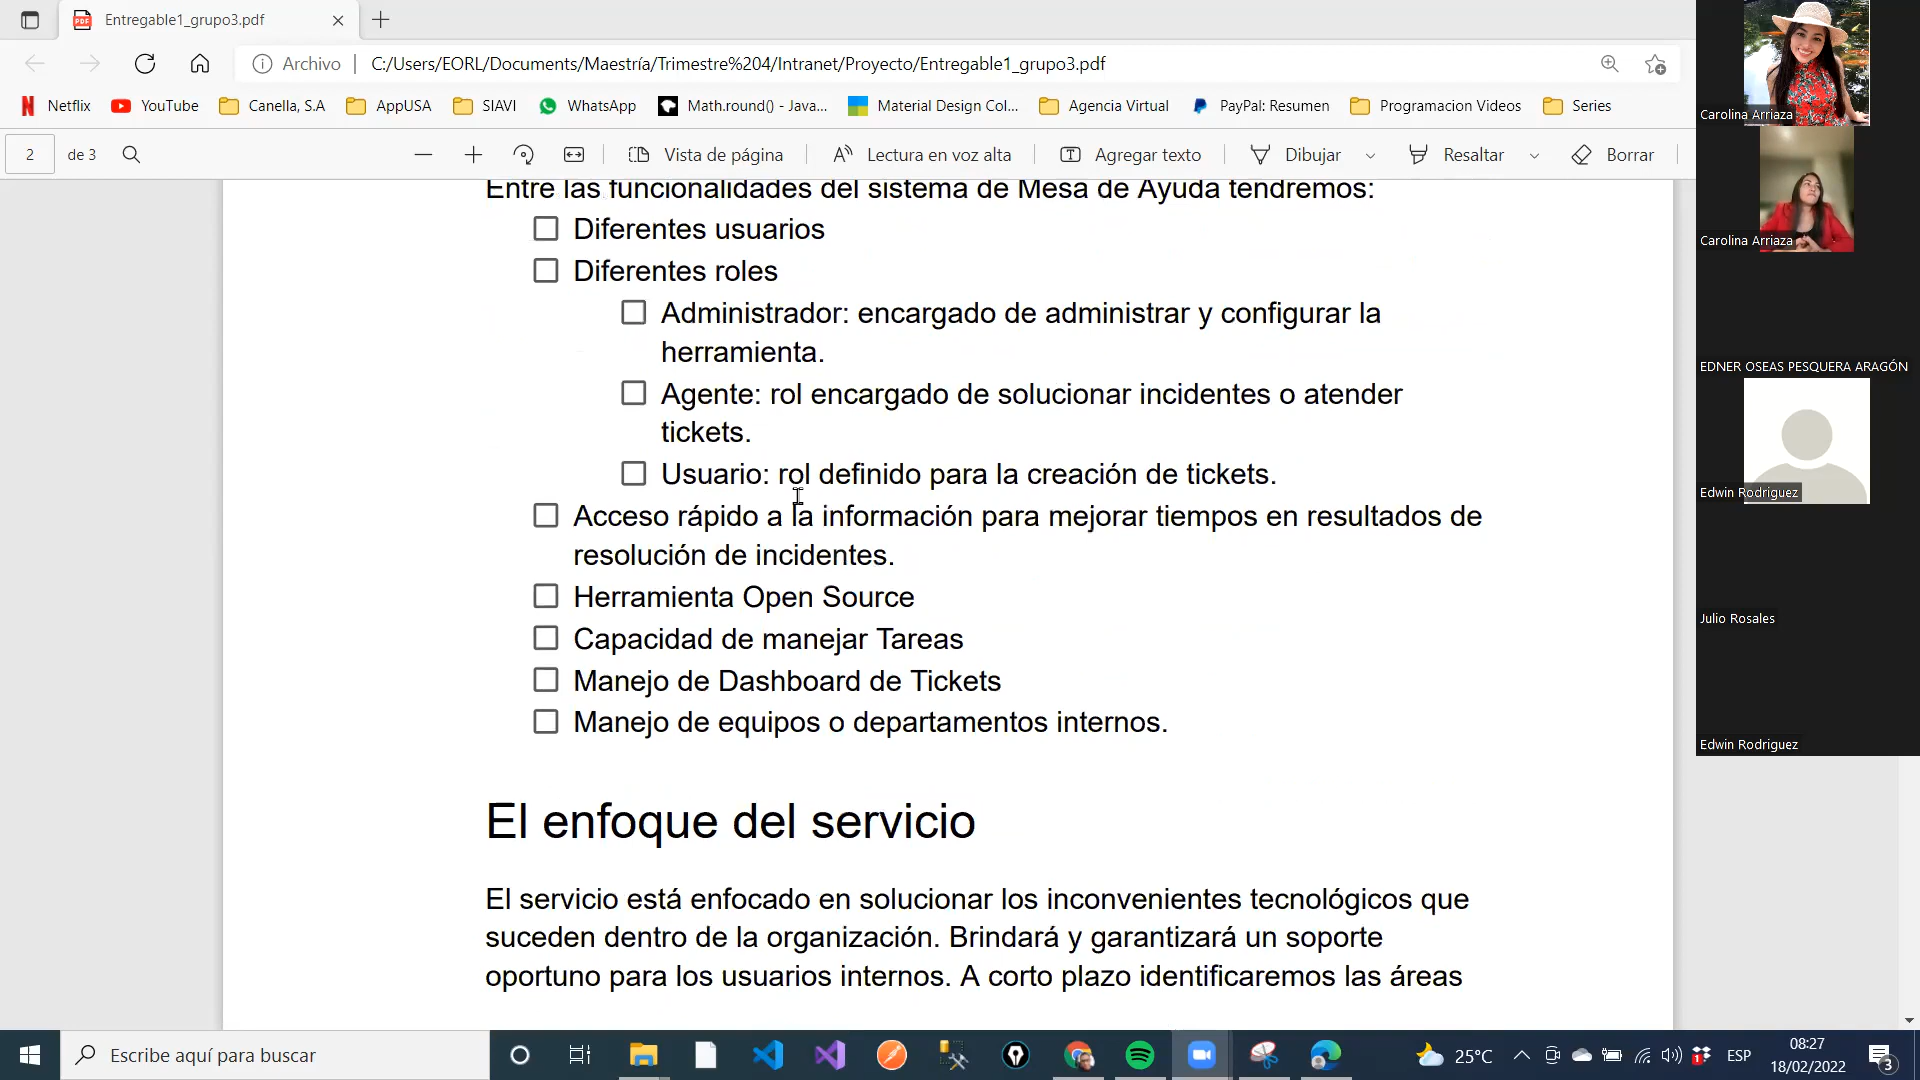 Entregable1_grupo3.pdf
Archivo
C:/Users/EORL/Documents/Maestría/Trimestre%204/Intranet/Proyecto/Entregable1_grupo3.pdf
Netflix YouTube Canella, S.A AppUSA SIAVI WhatsApp Math.round() - Java... Material Design Col... Agencia Virtual PayPal: Resumen Programacion Videos Series
2 de 3 Vista de página Lectura en voz alta Agregar texto Dibujar Resaltar Borrar
Entre las funcionalidades del sistema de Mesa de Ayuda tendremos:
Diferentes usuarios
Diferentes roles
Administrador: encargado de administrar y configurar la
herramienta.
Agente: rol encargado de solucionar incidentes o atender
tickets.
Usuario: rol definido para la creación de tickets.
Acceso rápido a la información para mejorar tiempos en resultados de
resolución de incidentes.
Herramienta Open Source
Capacidad de manejar Tareas
Manejo de Dashboard de Tickets
Manejo de equipos o departamentos internos.
El enfoque del servicio
El servicio está enfocado en solucionar los inconvenientes tecnológicos que
suceden dentro de la organización. Brindará y garantizará un soporte
oportuno para los usuarios internos. A corto plazo identificaremos las áreas
Carolina Arriaza
Carolina Arriaza
EDNER OSEAS PESQUERA ARAGÓN
Edwin Rodriguez
Julio Rosales
Edwin Rodriguez
Escribe aquí para buscar
25°C
ESP
08:27
18/02/2022
3